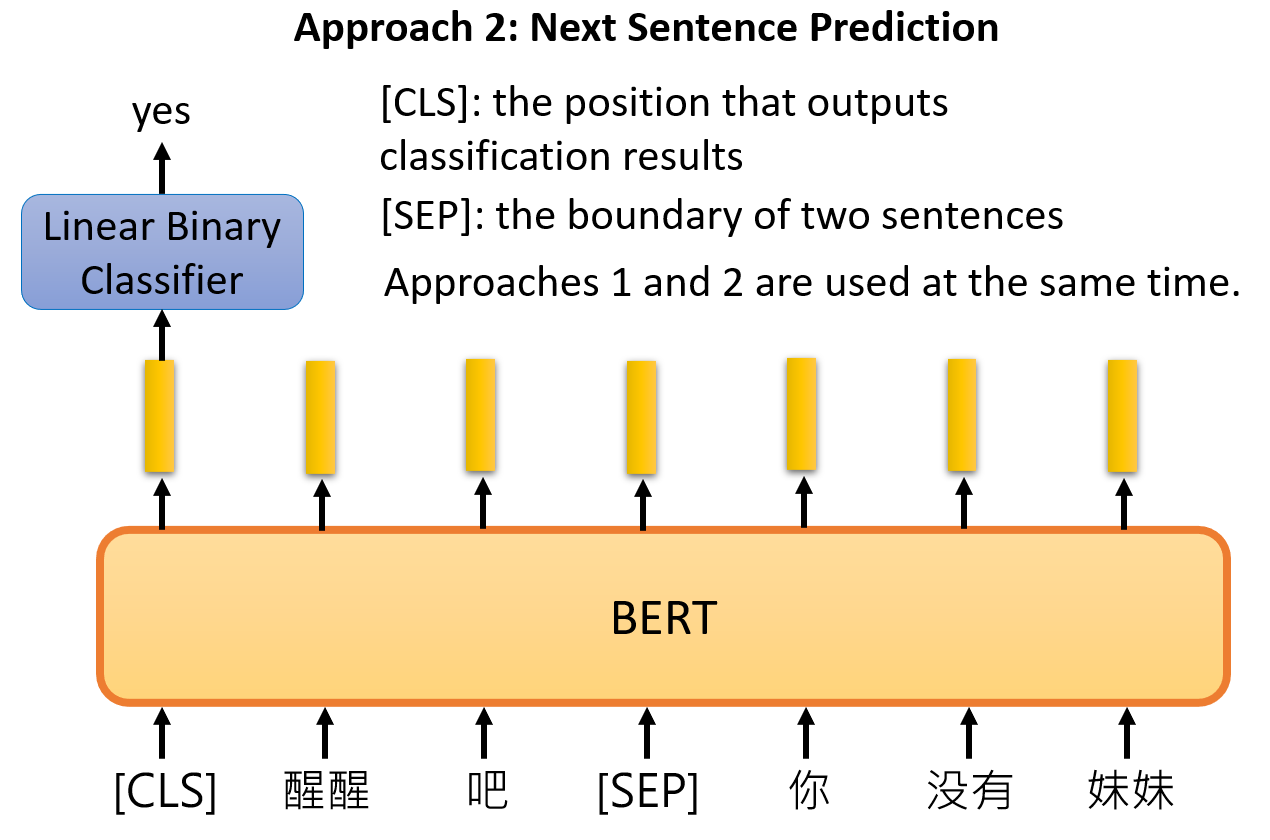 Approach 2: Next Sentence Prediction
yes
[CLS]: the position that outputs
classification results
[SEP]: the boundary of two sentences
Approaches 1 and 2 are used at the same time.
Linear Binary
Classifier
BERT
[CLS] 醒醒 吧 [SEP] 你 没有 妹妹